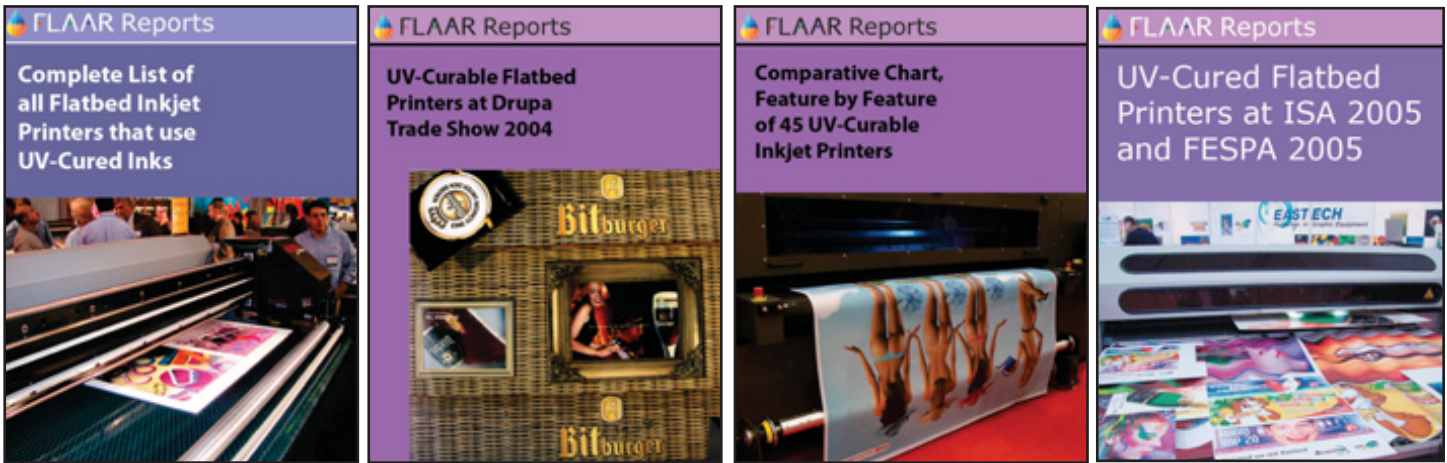 FLAAR Reports
Complete List of
all Flatbed Inkjet
Printers that use
UV-Cured Inks
FLAAR Reports
UV-Curable Flatbed
Printers at Drupa
Trade Show 2004
Bitburger
Bitburger
FLAAR Reports
Comparative Chart,
Feature by Feature
of 45 UV-Curable
Inkjet Printers
FLAAR Reports
UV-Cured Flatbed
Printers at ISA 2005
and FESPA 2005
EASTECH